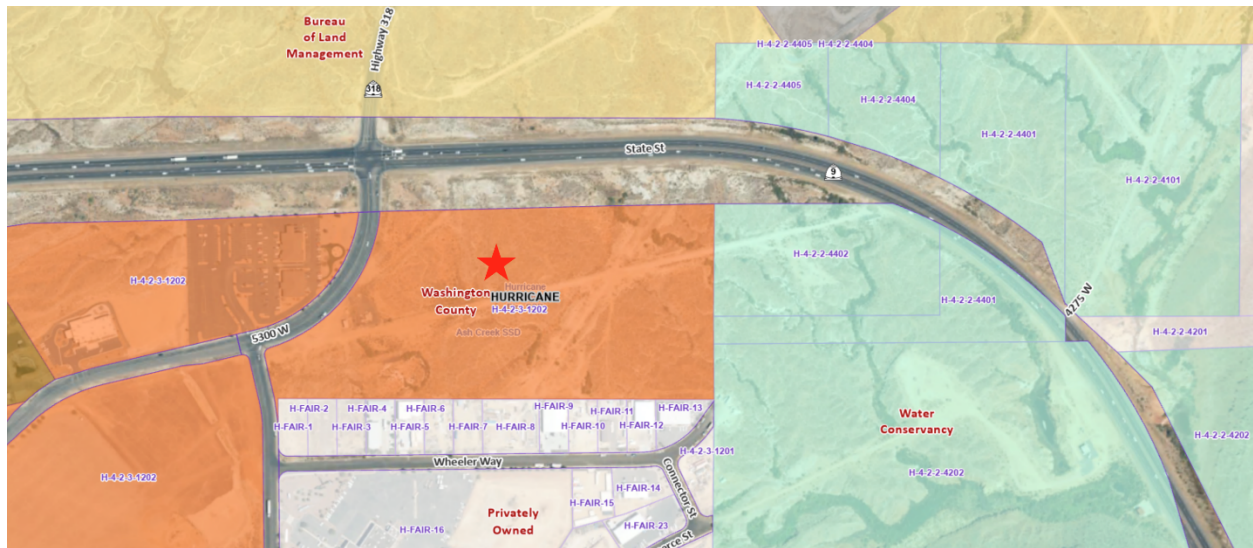 Bureau
of Land
Management
Highway 318
318
H-4-2-2-4405
H-4-2-2-4404
H-4-2-2-4405
H-4-2-2-4404
H-4-2-2-4401
H-4-2-2-4101
State St
9
H-4-2-2-4402
H-4-2-3-1202
Washington
County
Hurricane
HURRICANE
H-4-2-3-1202
Ash Creek SSD
H-4-2-2-4401
4275 W
H-4-2-2-4201
5300 W
H-FAIR-2
H-FAIR-4
H-FAIR-6
H-FAIR-9
H-FAIR-11
H-FAIR-13
H-FAIR-1
H-FAIR-3
H-FAIR-5
H-FAIR-7
H-FAIR-8
H-FAIR-10
H-FAIR-12
Water
Conservancy
H-4-2-2-4202
H-4-2-3-1201
Wheeler Way
H-4-2-3-1202
H-4-2-2-4202
Connector St
H-FAIR-14
H-FAIR-15
Privately
Owned
H-FAIR-16
H-FAIR-23
erce St